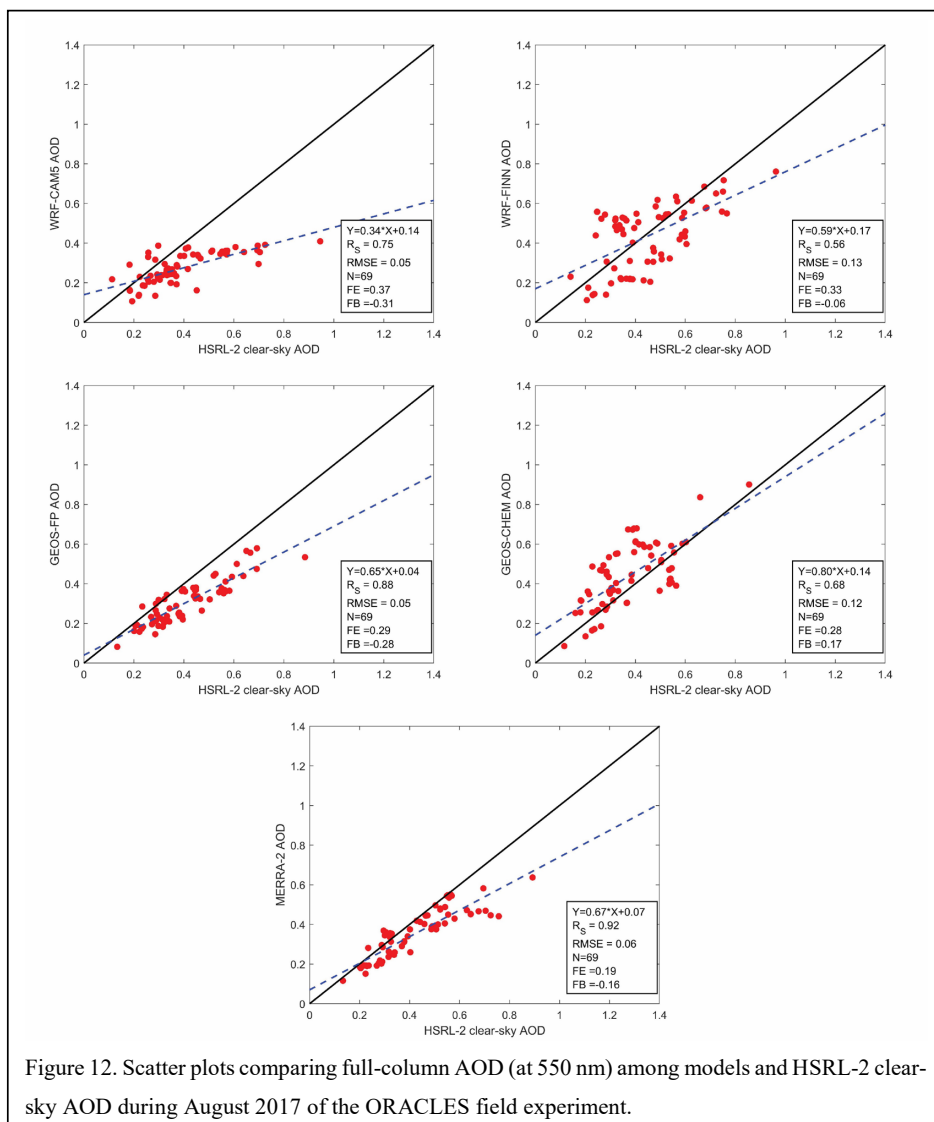 1.4
1.2
1
0.8
0.6
0.4
0.2
0
WRF-CAM5 AOD
Y=0.34*X+0.14
RS = 0.75
RMSE = 0.05
N=69
FE=0.37
FB=-0.31
0 0.2 0.4 0.6 0.8 1 1.2 1.4
HSRL-2 clear-sky AOD
1.4
1.2
1
0.8
0.6
0.4
0.2
0
WRF-FINN AOD
Y=0.59*X+0.17
RS = 0.56
RMSE = 0.13
N=69
FE=0.33
FB=-0.06
0 0.2 0.4 0.6 0.8 1 1.2 1.4
HSRL-2 clear-sky AOD
1.4
1.2
1
0.8
0.6
0.4
0.2
0
GEOS-FP AOD
Y=0.65*X+0.04
RS = 0.88
RMSE = 0.05
N=69
FE=0.29
FB=-0.28
0 0.2 0.4 0.6 0.8 1 1.2 1.4
HSRL-2 clear-sky AOD
1.4
1.2
1
0.8
0.6
0.4
0.2
0
GEOS-CHEM AOD
Y=0.80*X+0.14
RS = 0.68
RMSE = 0.12
N=69
FE =0.28
FB =0.17
0 0.2 0.4 0.6 0.8 1 1.2 1.4
HSRL-2 clear-sky AOD
1.4
1.2
1
0.8
0.6
0.4
0.2
0
MERRA-2 AOD
Y=0.67*X+0.07
RS = 0.92
RMSE = 0.06
N=69
FE =0.19
FB =-0.16
0 0.2 0.4 0.6 0.8 1 1.2 1.4
HSRL-2 clear-sky AOD
Figure 12. Scatter plots comparing full-column AOD (at 550 nm) among models and HSRL-2 clear-
sky AOD during August 2017 of the ORACLES field experiment.